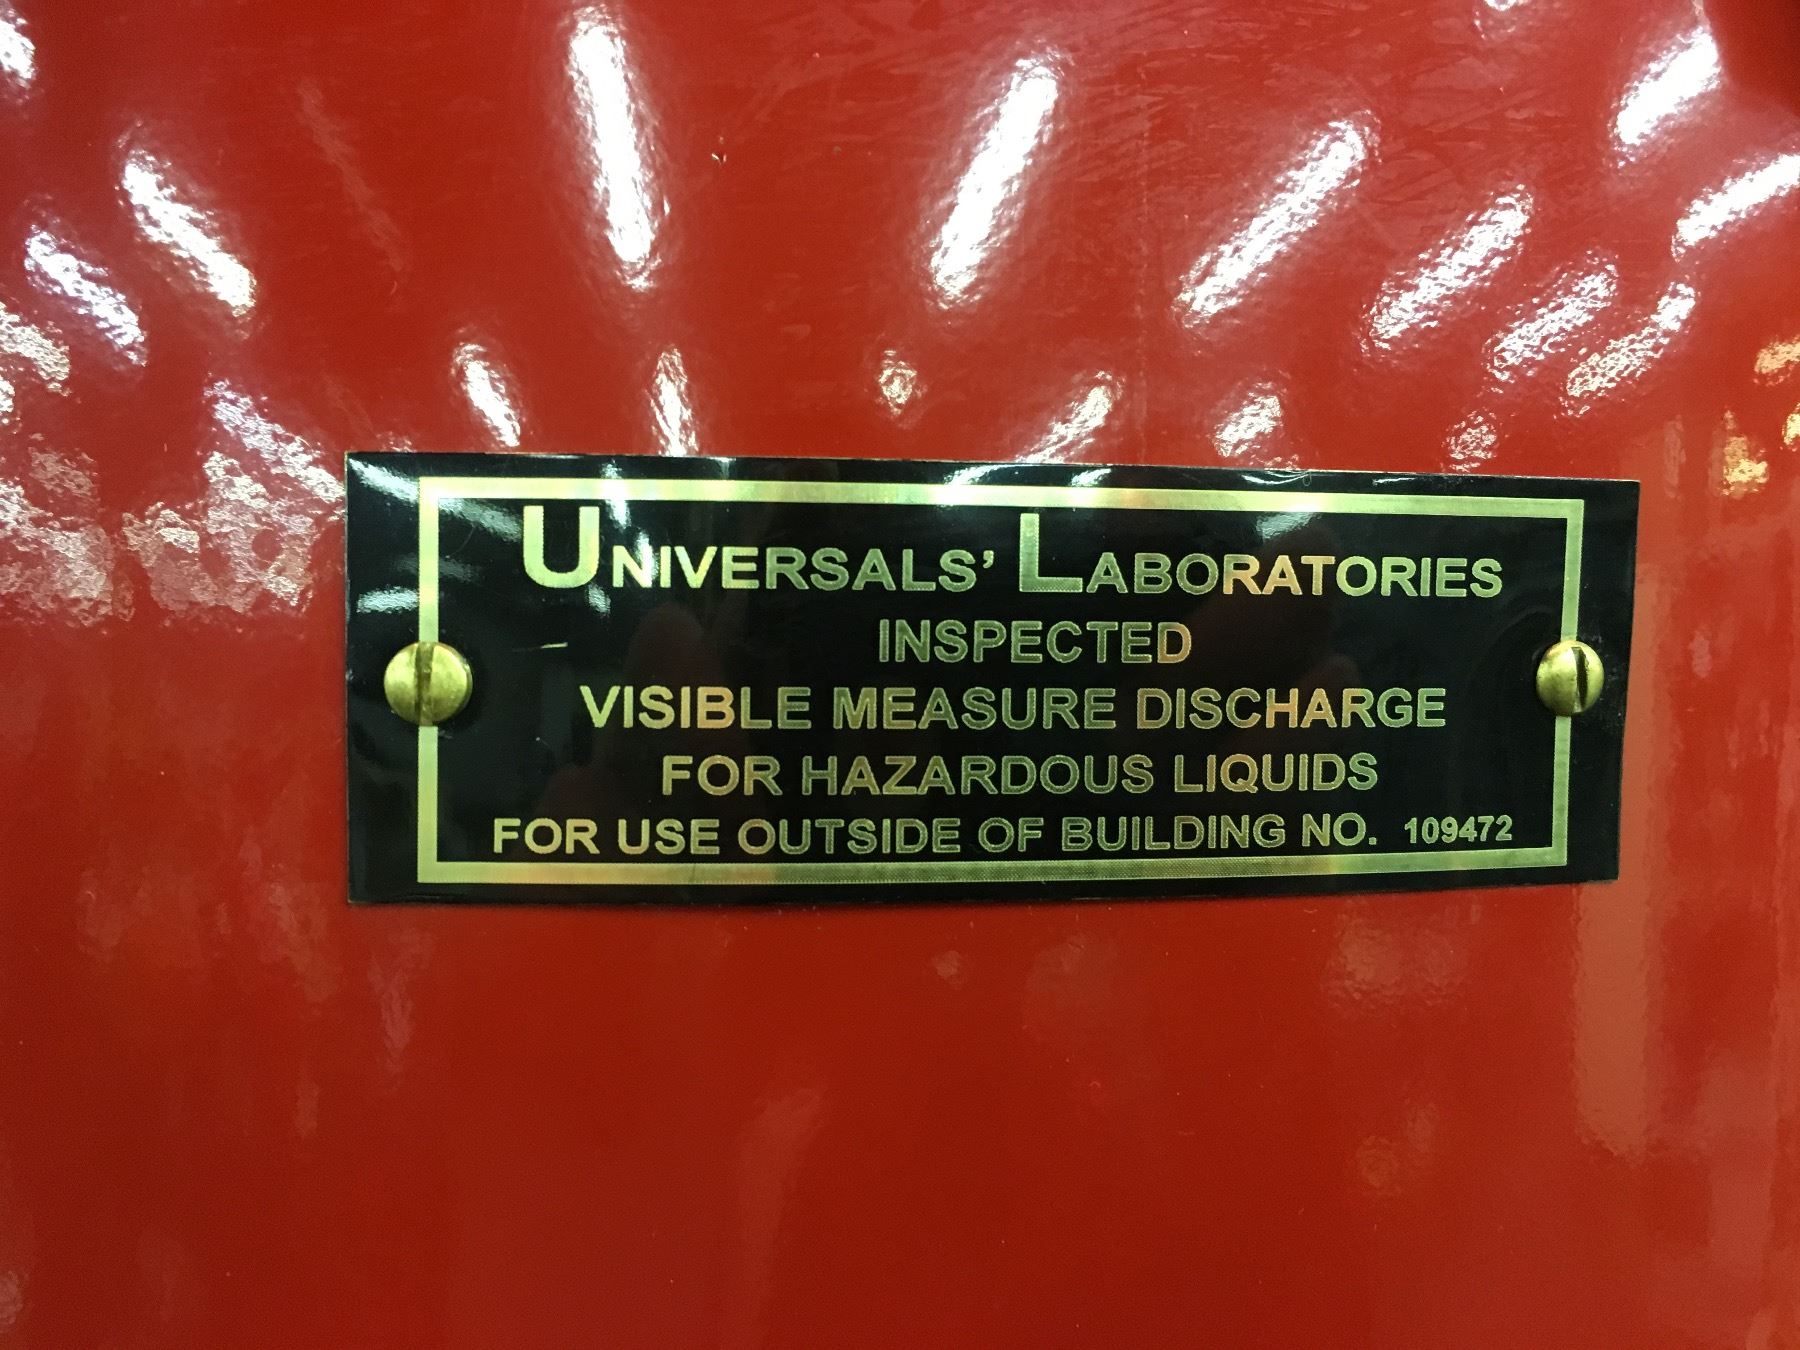 UNIVERSALS' LABORATORIES
INSPECTED
VISIBLE MEASURE DISCHARGE
FOR HAZARDOUS LIQUIDS
FOR USE OUTSIDE OF BUILDING NO. 109472